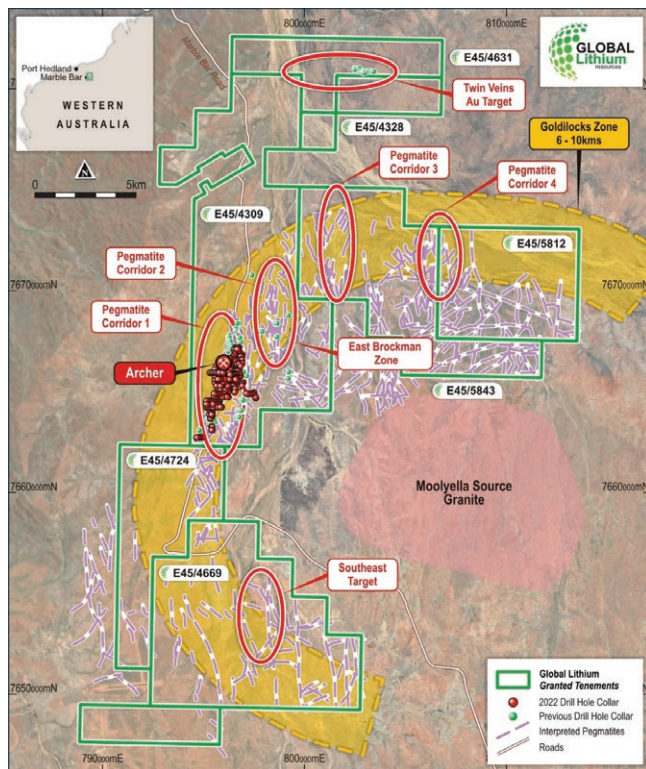 800000mE
810000mE
Port Hedland
Marble Bar
WESTERN
AUSTRALIA
N
0
5km
Marble Bar Road
E45/4631
GLOBAL
Lithium
RESOURCES
Twin Veins
Au Target
E45/4328
Goldilocks Zone
6 - 10kms
Pegmatite
Corridor 3
Pegmatite
Corridor 4
E45/4309
E45/5812
Pegmatite
Corridor 2
7670000mN
7670000mN
Pegmatite
Corridor 1
East Brockman
Zone
Archer
E45/5843
E45/4724
Moolyella Source
Granite
7660000mN
7660000mN
E45/4669
Southeast
Target
7650000mN
Global Lithium
Granted Tenements
2022 Drill Hole Collar
Previous Drill Hole Collar
Interpreted Pegmatites
Roads
790000mE
800000mE